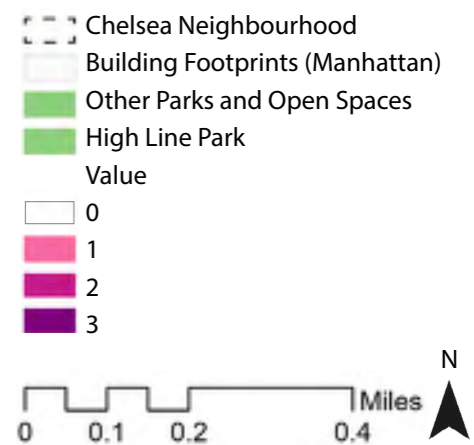 Chelsea Neighbourhood
Building Footprints (Manhattan)
Other Parks and Open Spaces
High Line Park
Value
0
1
2
3
N
Miles
0 0.1 0.2 0.4